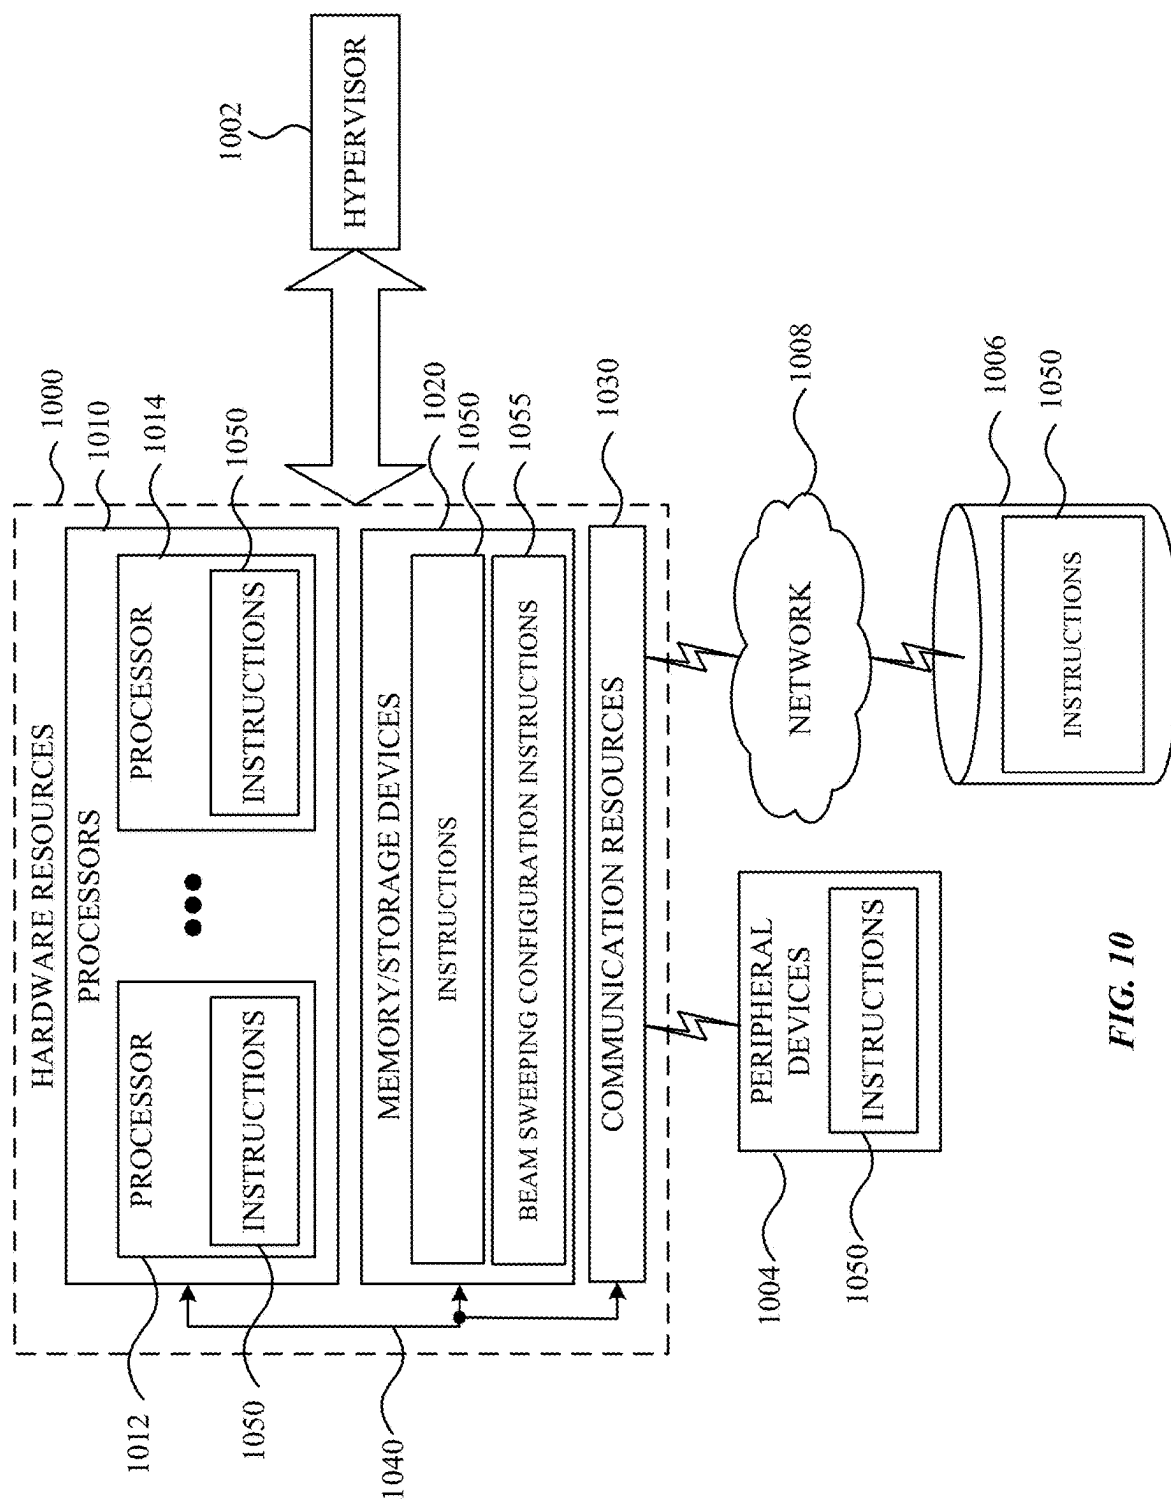 1000
HARDWARE RESOURCES
1010
PROCESSORS
1012
PROCESSOR
1014
PROCESSOR
1050
INSTRUCTIONS
1050
INSTRUCTIONS
1002
HYPERVISOR
1020
MEMORY/STORAGE DEVICES
1050
INSTRUCTIONS
1055
BEAM SWEEPING CONFIGURATION INSTRUCTIONS
1040
1030
COMMUNICATION RESOURCES
1004
PERIPHERAL
DEVICES
1050
INSTRUCTIONS
1008
NETWORK
1006
1050
INSTRUCTIONS
FIG. 10